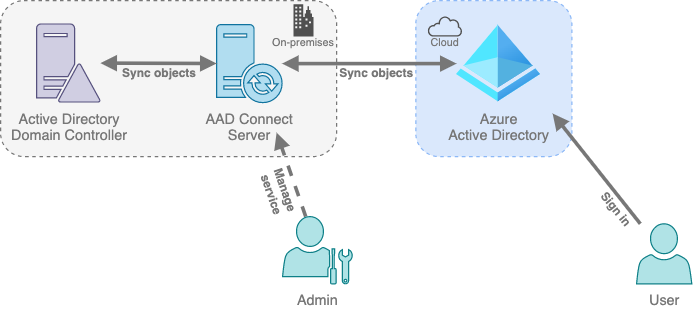 On-premises
Cloud
Sync objects
Sync objects
Active Directory
Domain Controller
AAD Connect
Server
Azure
Active Directory
Manage
service
Sign in
Admin
User